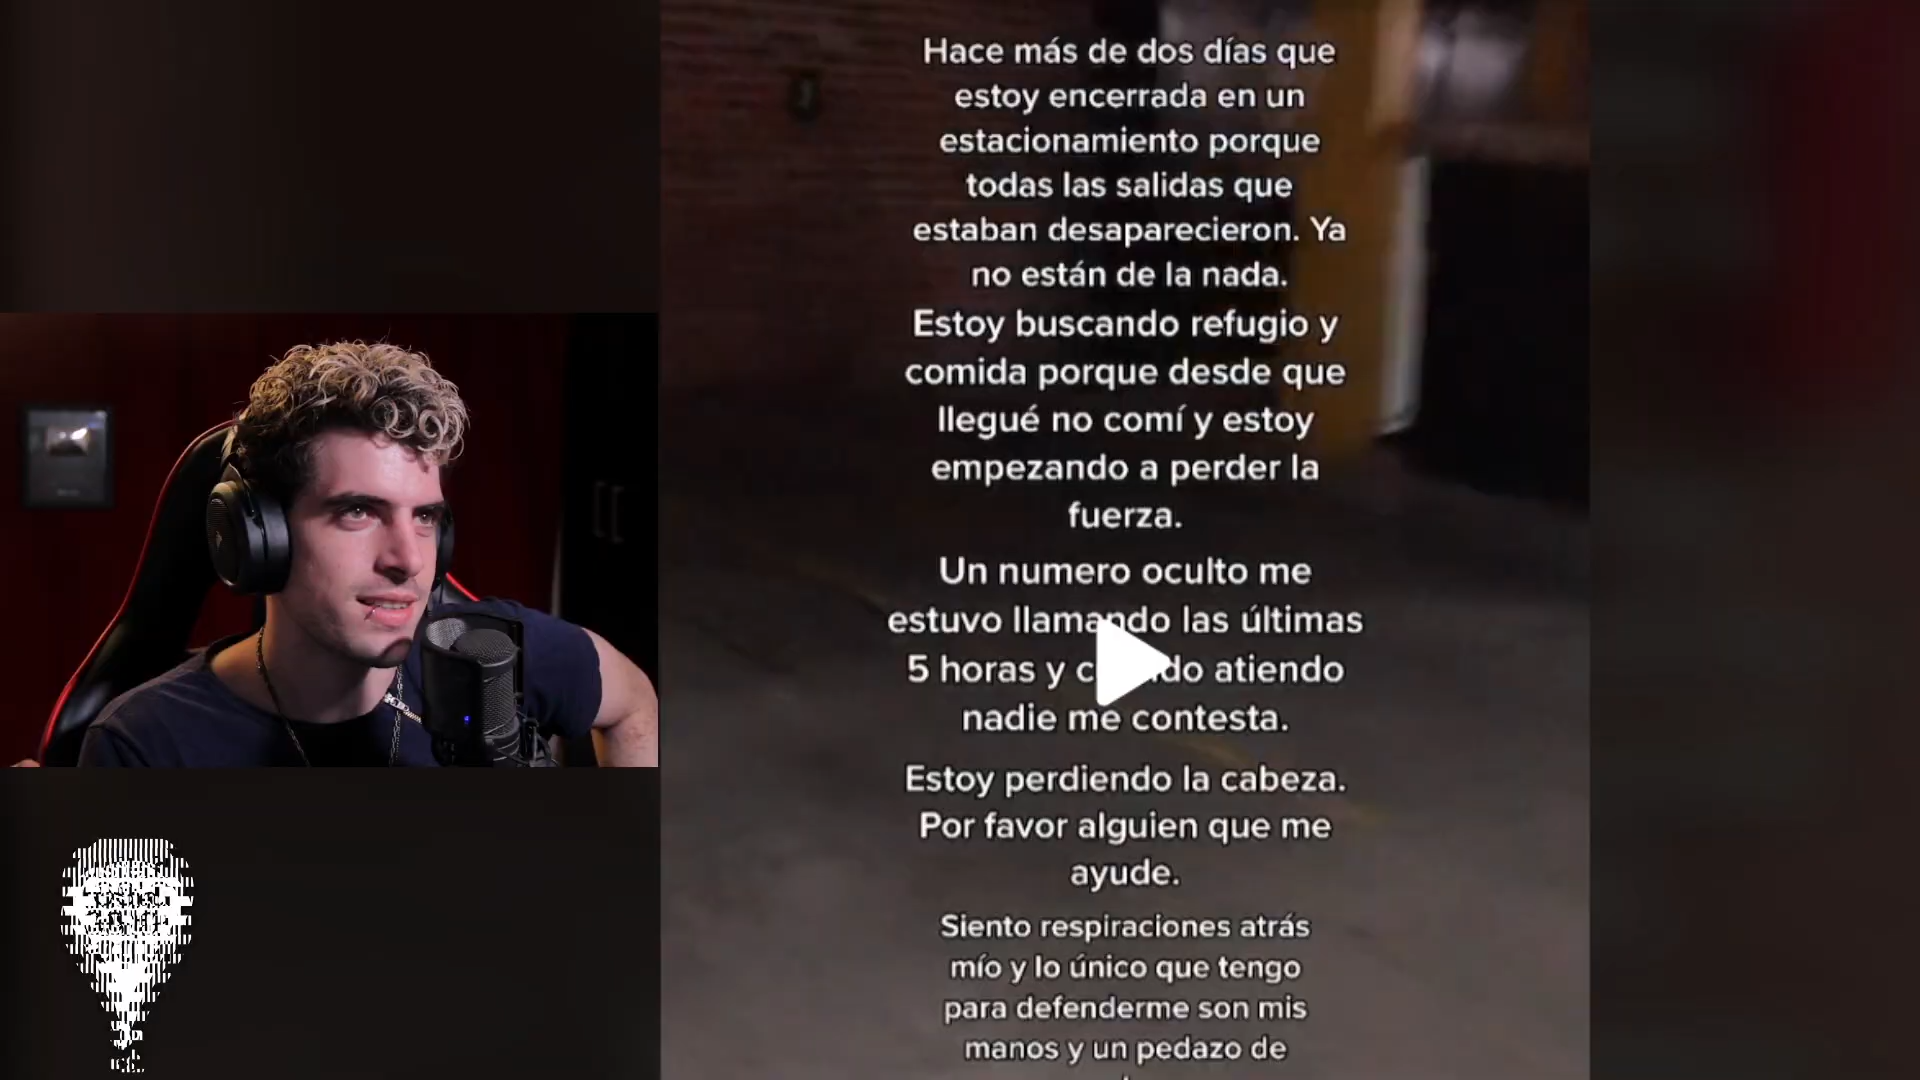 Hace más de dos días que
estoy encerrada en un
estacionamiento porque
todas las salidas que
estaban desaparecieron. Ya
no están de la nada.
Estoy buscando refugio y
comida porque desde que
llegué no comí y estoy
empezando a perder la
fuerza.
Un numero oculto me
estuvo llamando las últimas
5 horas y cuando atiendo
nadie me contesta.
Estoy perdiendo la cabeza.
Por favor alguien que me
ayude.
Siento respiraciones atrás
mío y lo único que tengo
para defenderme son mis
manos y un pedazo de